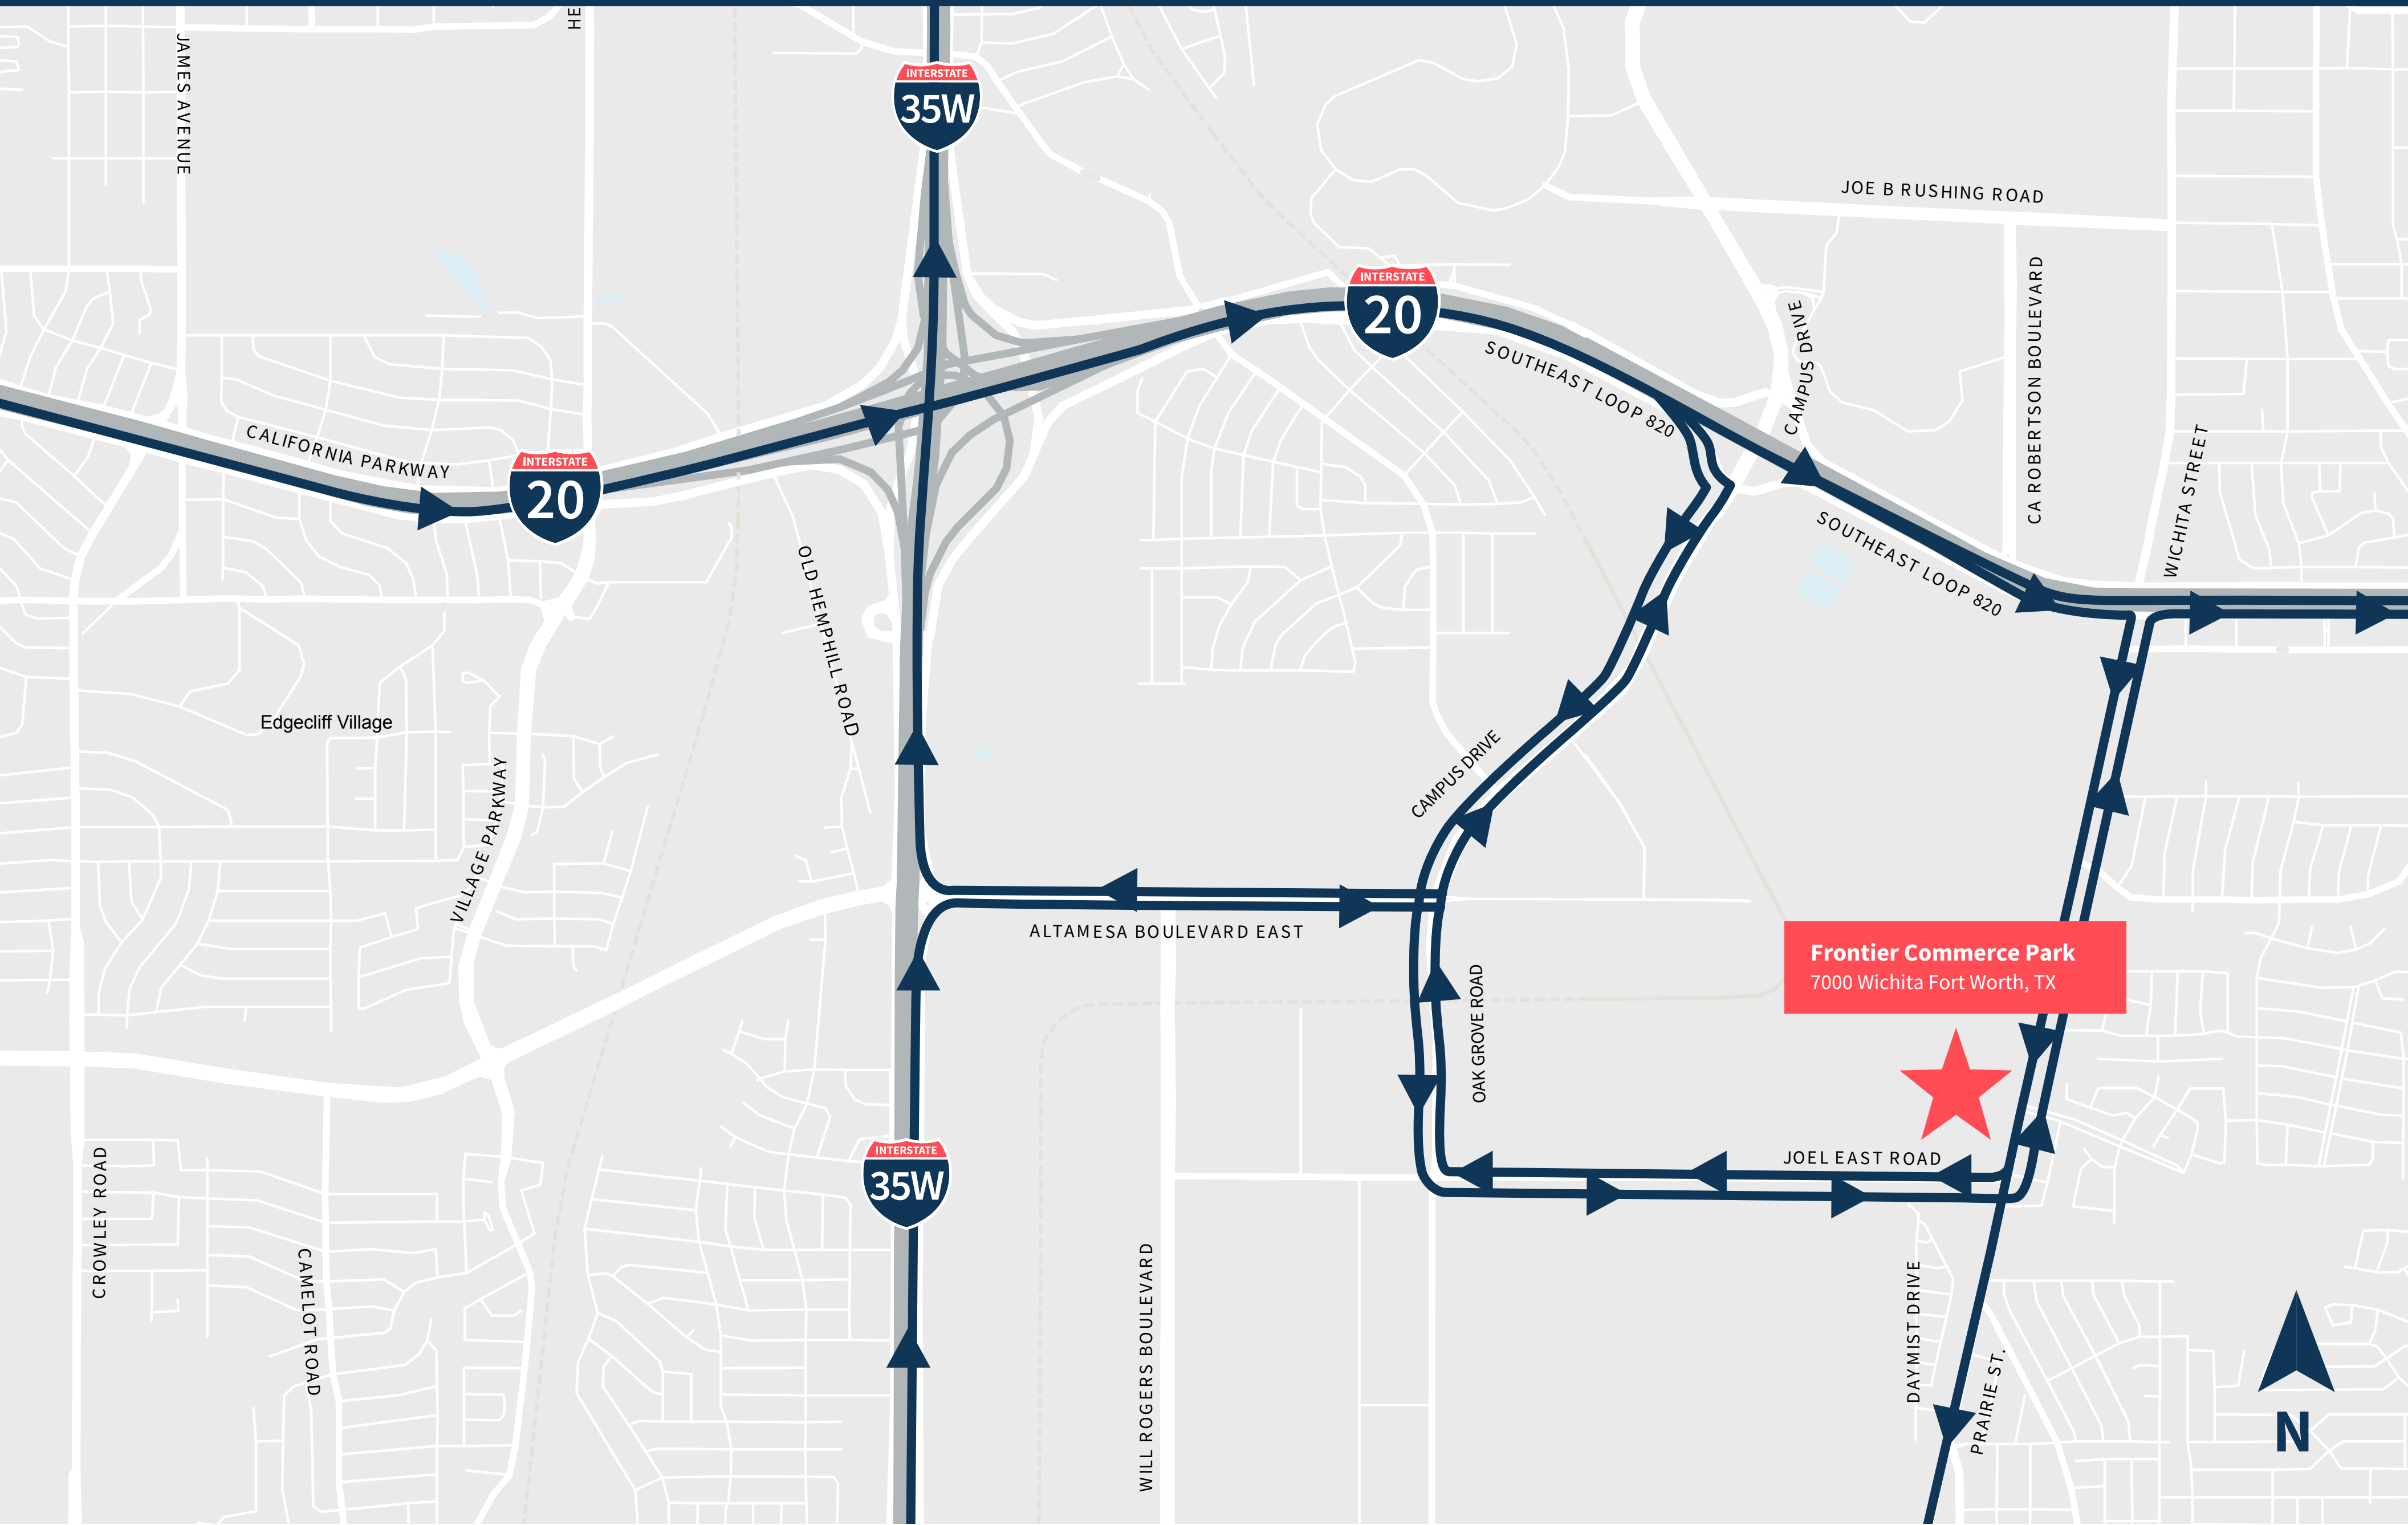 JAMES AVENUE
HE
INTERSTATE
35W
JOE B RUSHING ROAD
INTERSTATE
20
CAMPUS DRIVE
CA ROBERTSON BOULEVARD
SOUTHEAST LOOP 820
CALIFORNIA PARKWAY
INTERSTATE
20
WICHITA STREET
SOUTHEAST LOOP 820
OLD HEMPHILL ROAD
Edgecliff Village
VILLAGE PARKWAY
CAMPUS DRIVE
ALTAMESA BOULEVARD EAST
Frontier Commerce Park
7000 Wichita Fort Worth, TX
OAK GROVE ROAD
INTERSTATE
35W
JOEL EAST ROAD
CROWLEY ROAD
CAMELOT ROAD
WILL ROGERS BOULEVARD
DAYMIST DRIVE
PRAIRIE ST.
N